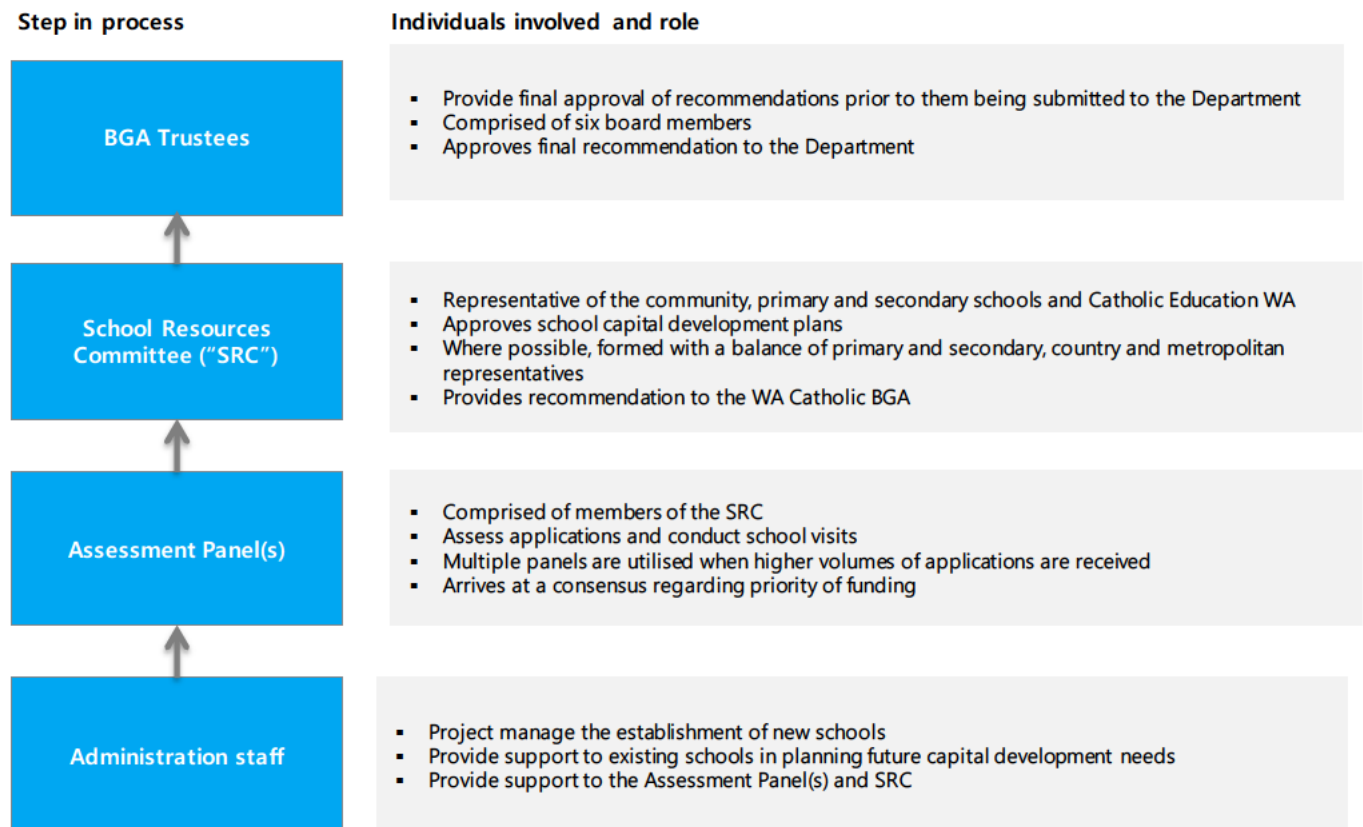 Step in process
Individuals involved and role
BGA Trustees
▪ Provide final approval of recommendations prior to them being submitted to the Department
▪ Comprised of six board members
▪ Approves final recommendation to the Department
School Resources
Committee ("SRC")
▪ Representative of the community, primary and secondary schools and Catholic Education WA
▪ Approves school capital development plans
▪ Where possible, formed with a balance of primary and secondary, country and metropolitan
representatives
▪ Provides recommendation to the WA Catholic BGA
Assessment Panel(s)
▪ Comprised of members of the SRC
▪ Assess applications and conduct school visits
▪ Multiple panels are utilised when higher volumes of applications are received
▪ Arrives at a consensus regarding priority of funding
Administration staff
▪ Project manage the establishment of new schools
▪ Provide support to existing schools in planning future capital development needs
▪ Provide support to the Assessment Panel(s) and SRC